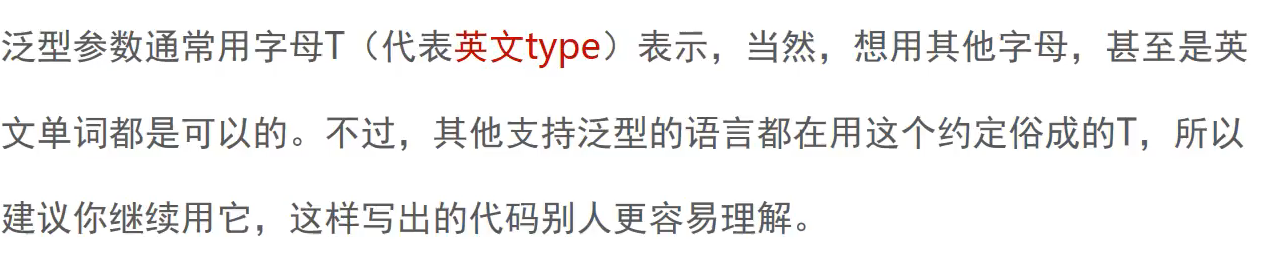 泛型参数通常用字母T（代表英文type）表示，当然，想用其他字母，甚至是英
文单词都是可以的。不过，其他支持泛型的语言都在用这个约定俗成的T，所以
建议你继续用它，这样写出的代码别人更容易理解。